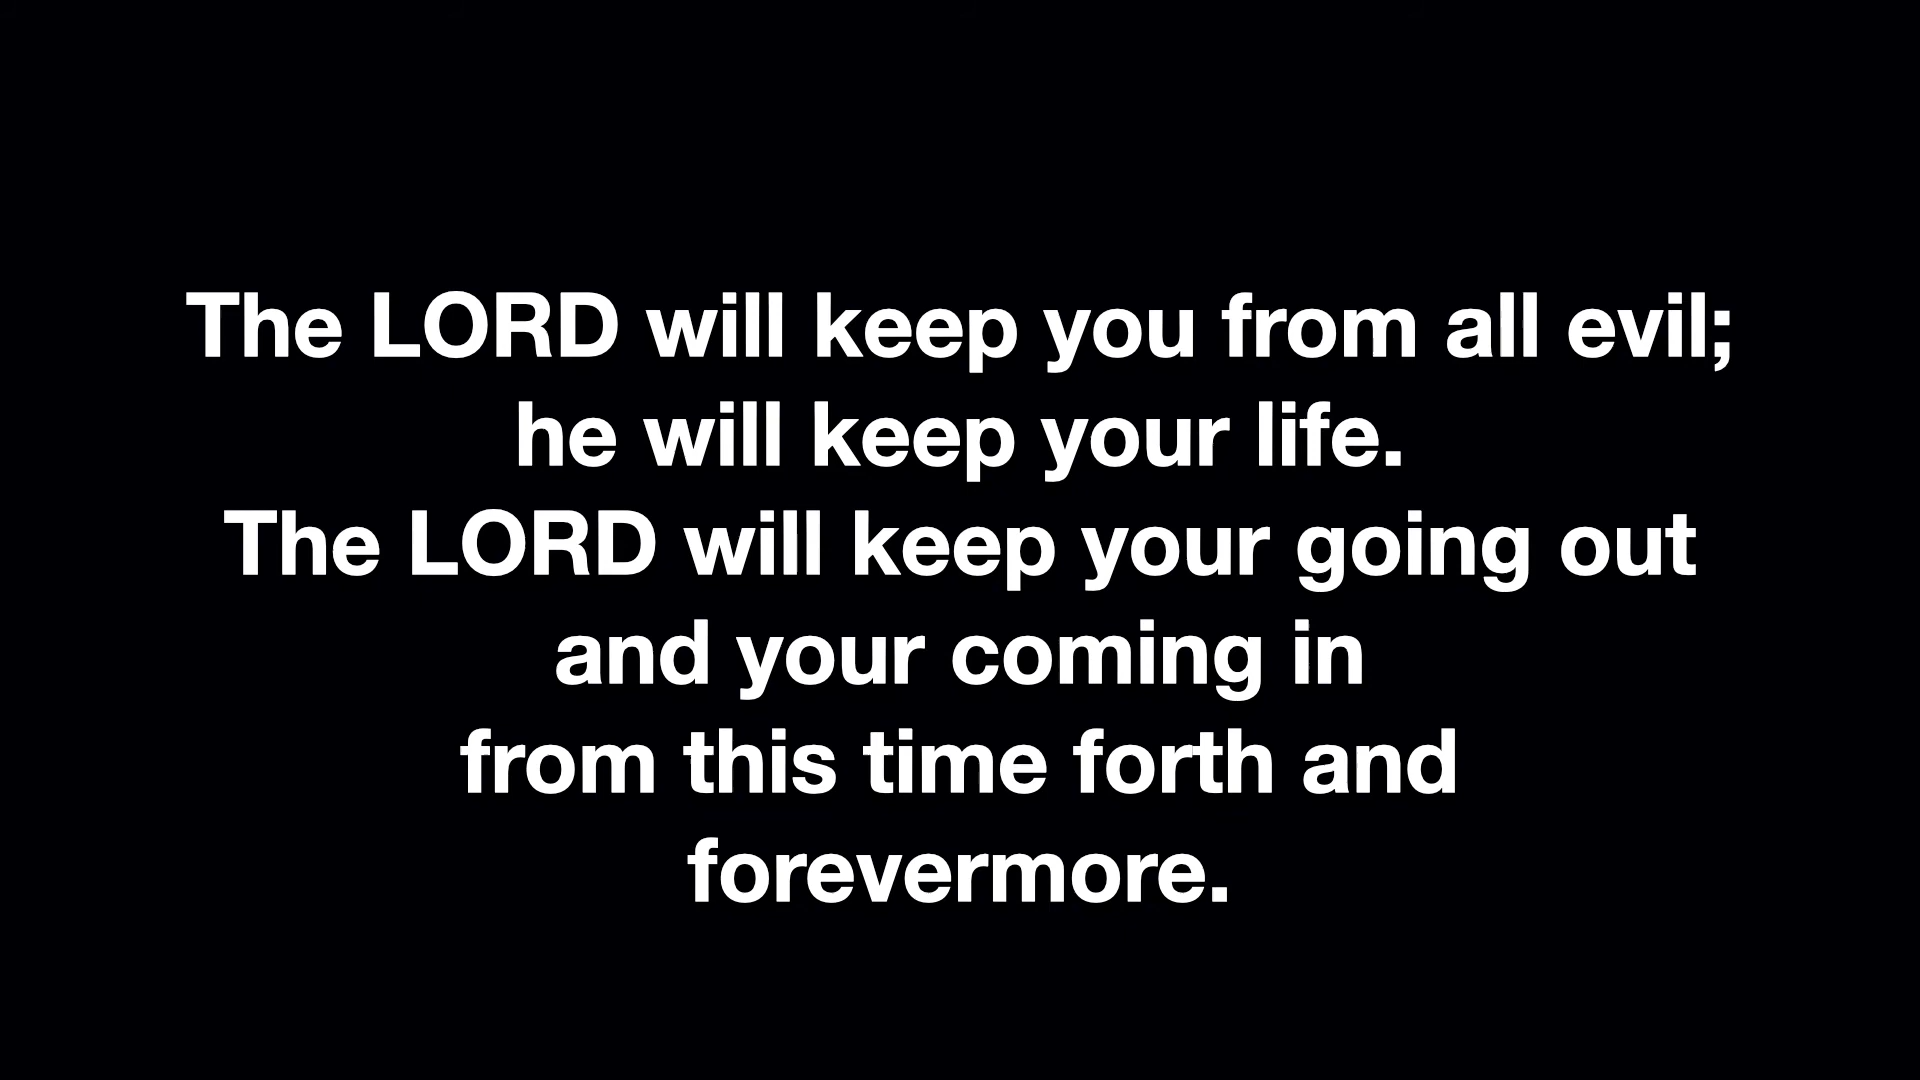 The LORD will keep you from all evil;
he will keep your life.
The LORD will keep your going out
and your coming in
from this time forth and
forevermore.